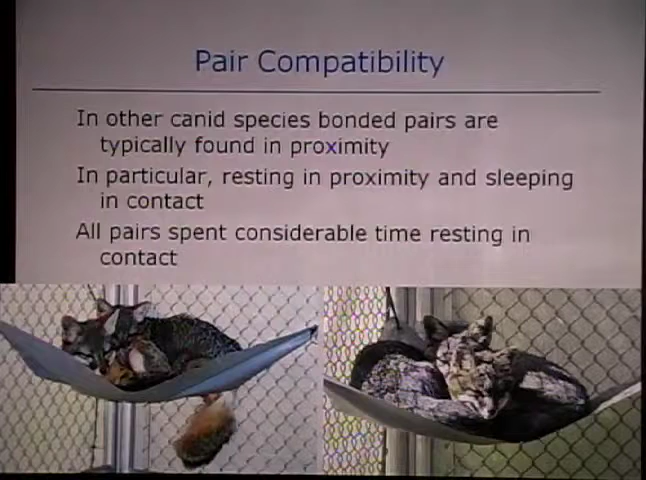 Pair Compatibility
In other canid species bonded pairs are
typically found in proximity
In particular, resting in proximity and sleeping
in contact
All pairs spent considerable time resting in
contact